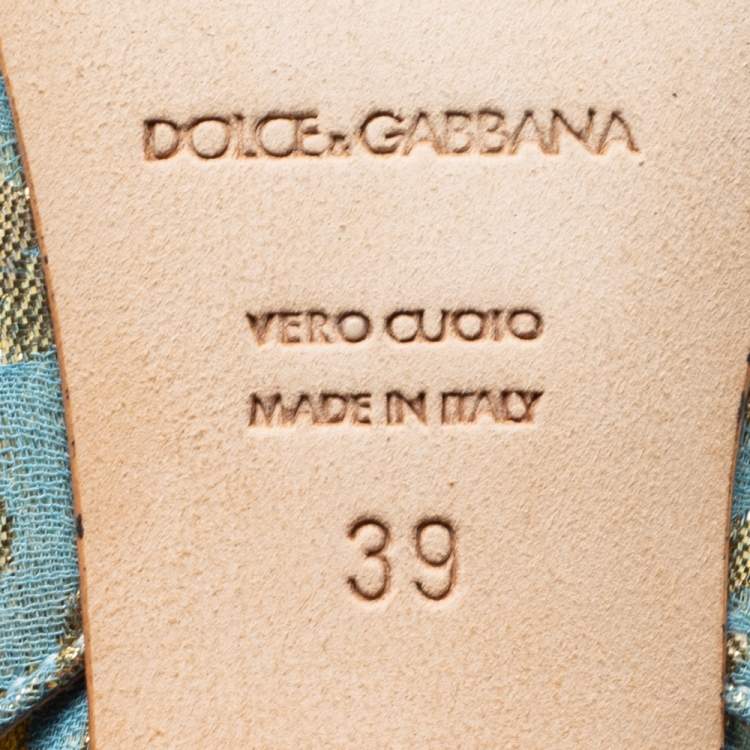 DOLCE & GABBANA
VERO CUOIO
MADE IN ITALY
39